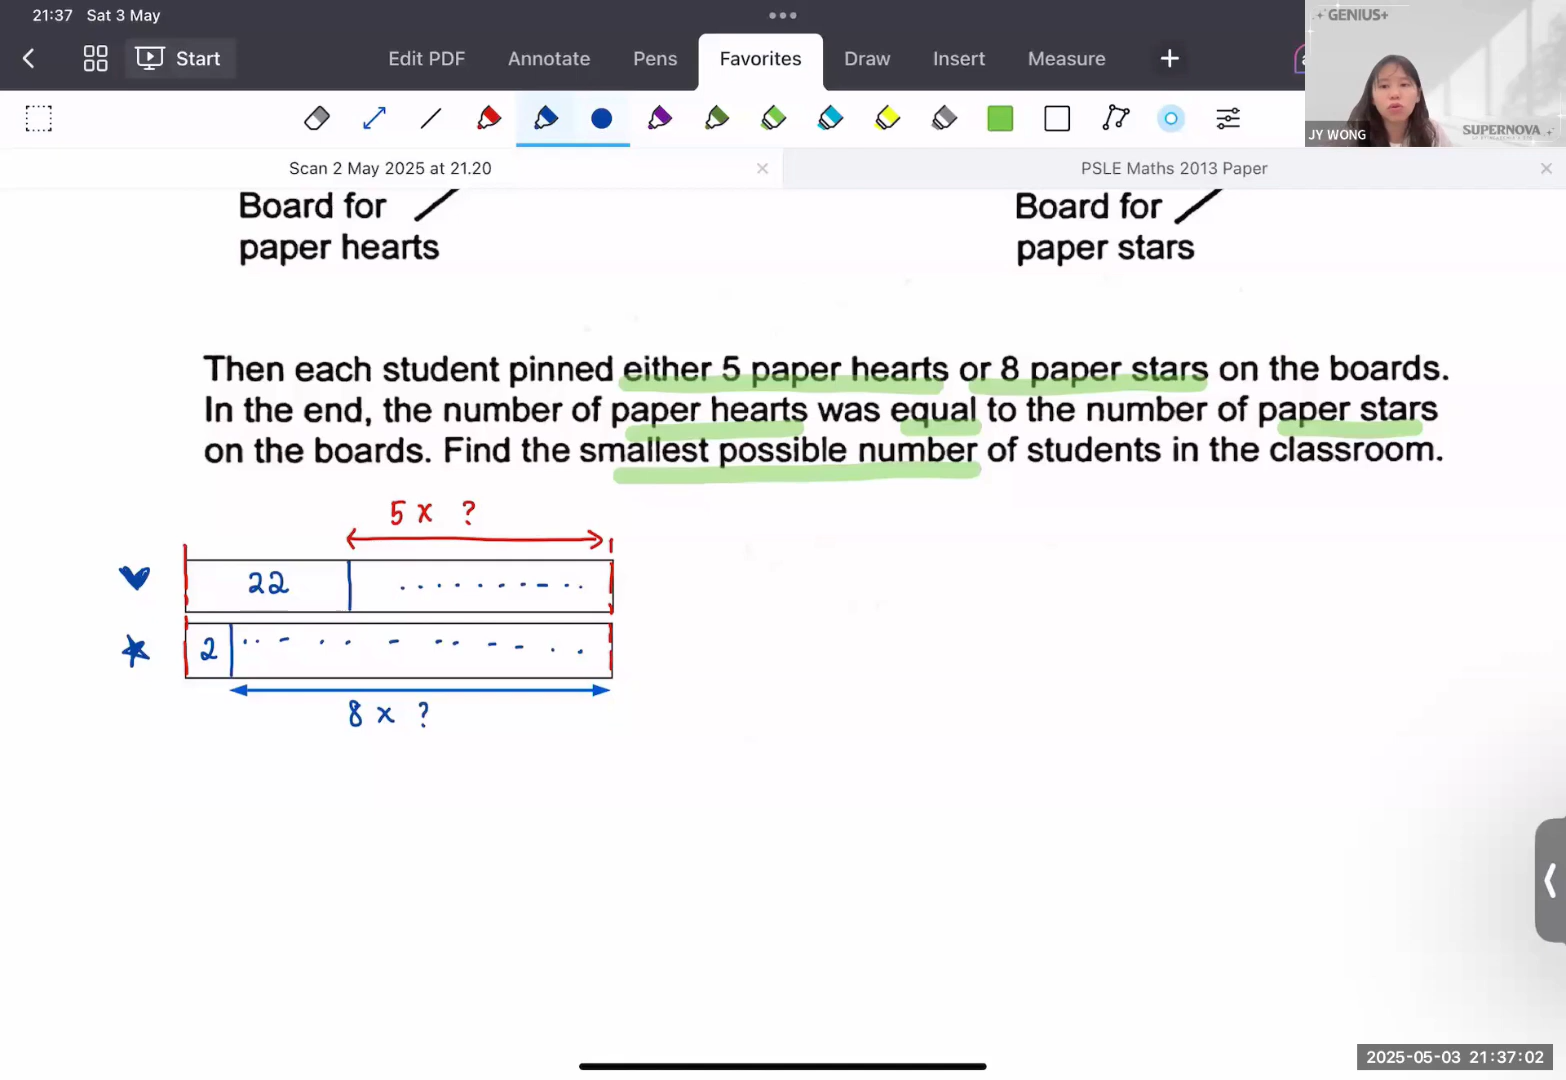 21:37 Sat 3 May
GENIUS+
Start
Edit PDF
Annotate
Pens
Favorites
Draw
Insert
Measure
JY WONG
SUPERNOVA
Scan 2 May 2025 at 21.20
PSLE Maths 2013 Paper
Board for
paper hearts
Board for
paper stars
Then each student pinned either 5 paper hearts or 8 paper stars on the boards.
In the end, the number of paper hearts was equal to the number of paper stars
on the boards. Find the smallest possible number of students in the classroom.
5 x ?
22
2
8 x ?
2025-05-03 21:37:02